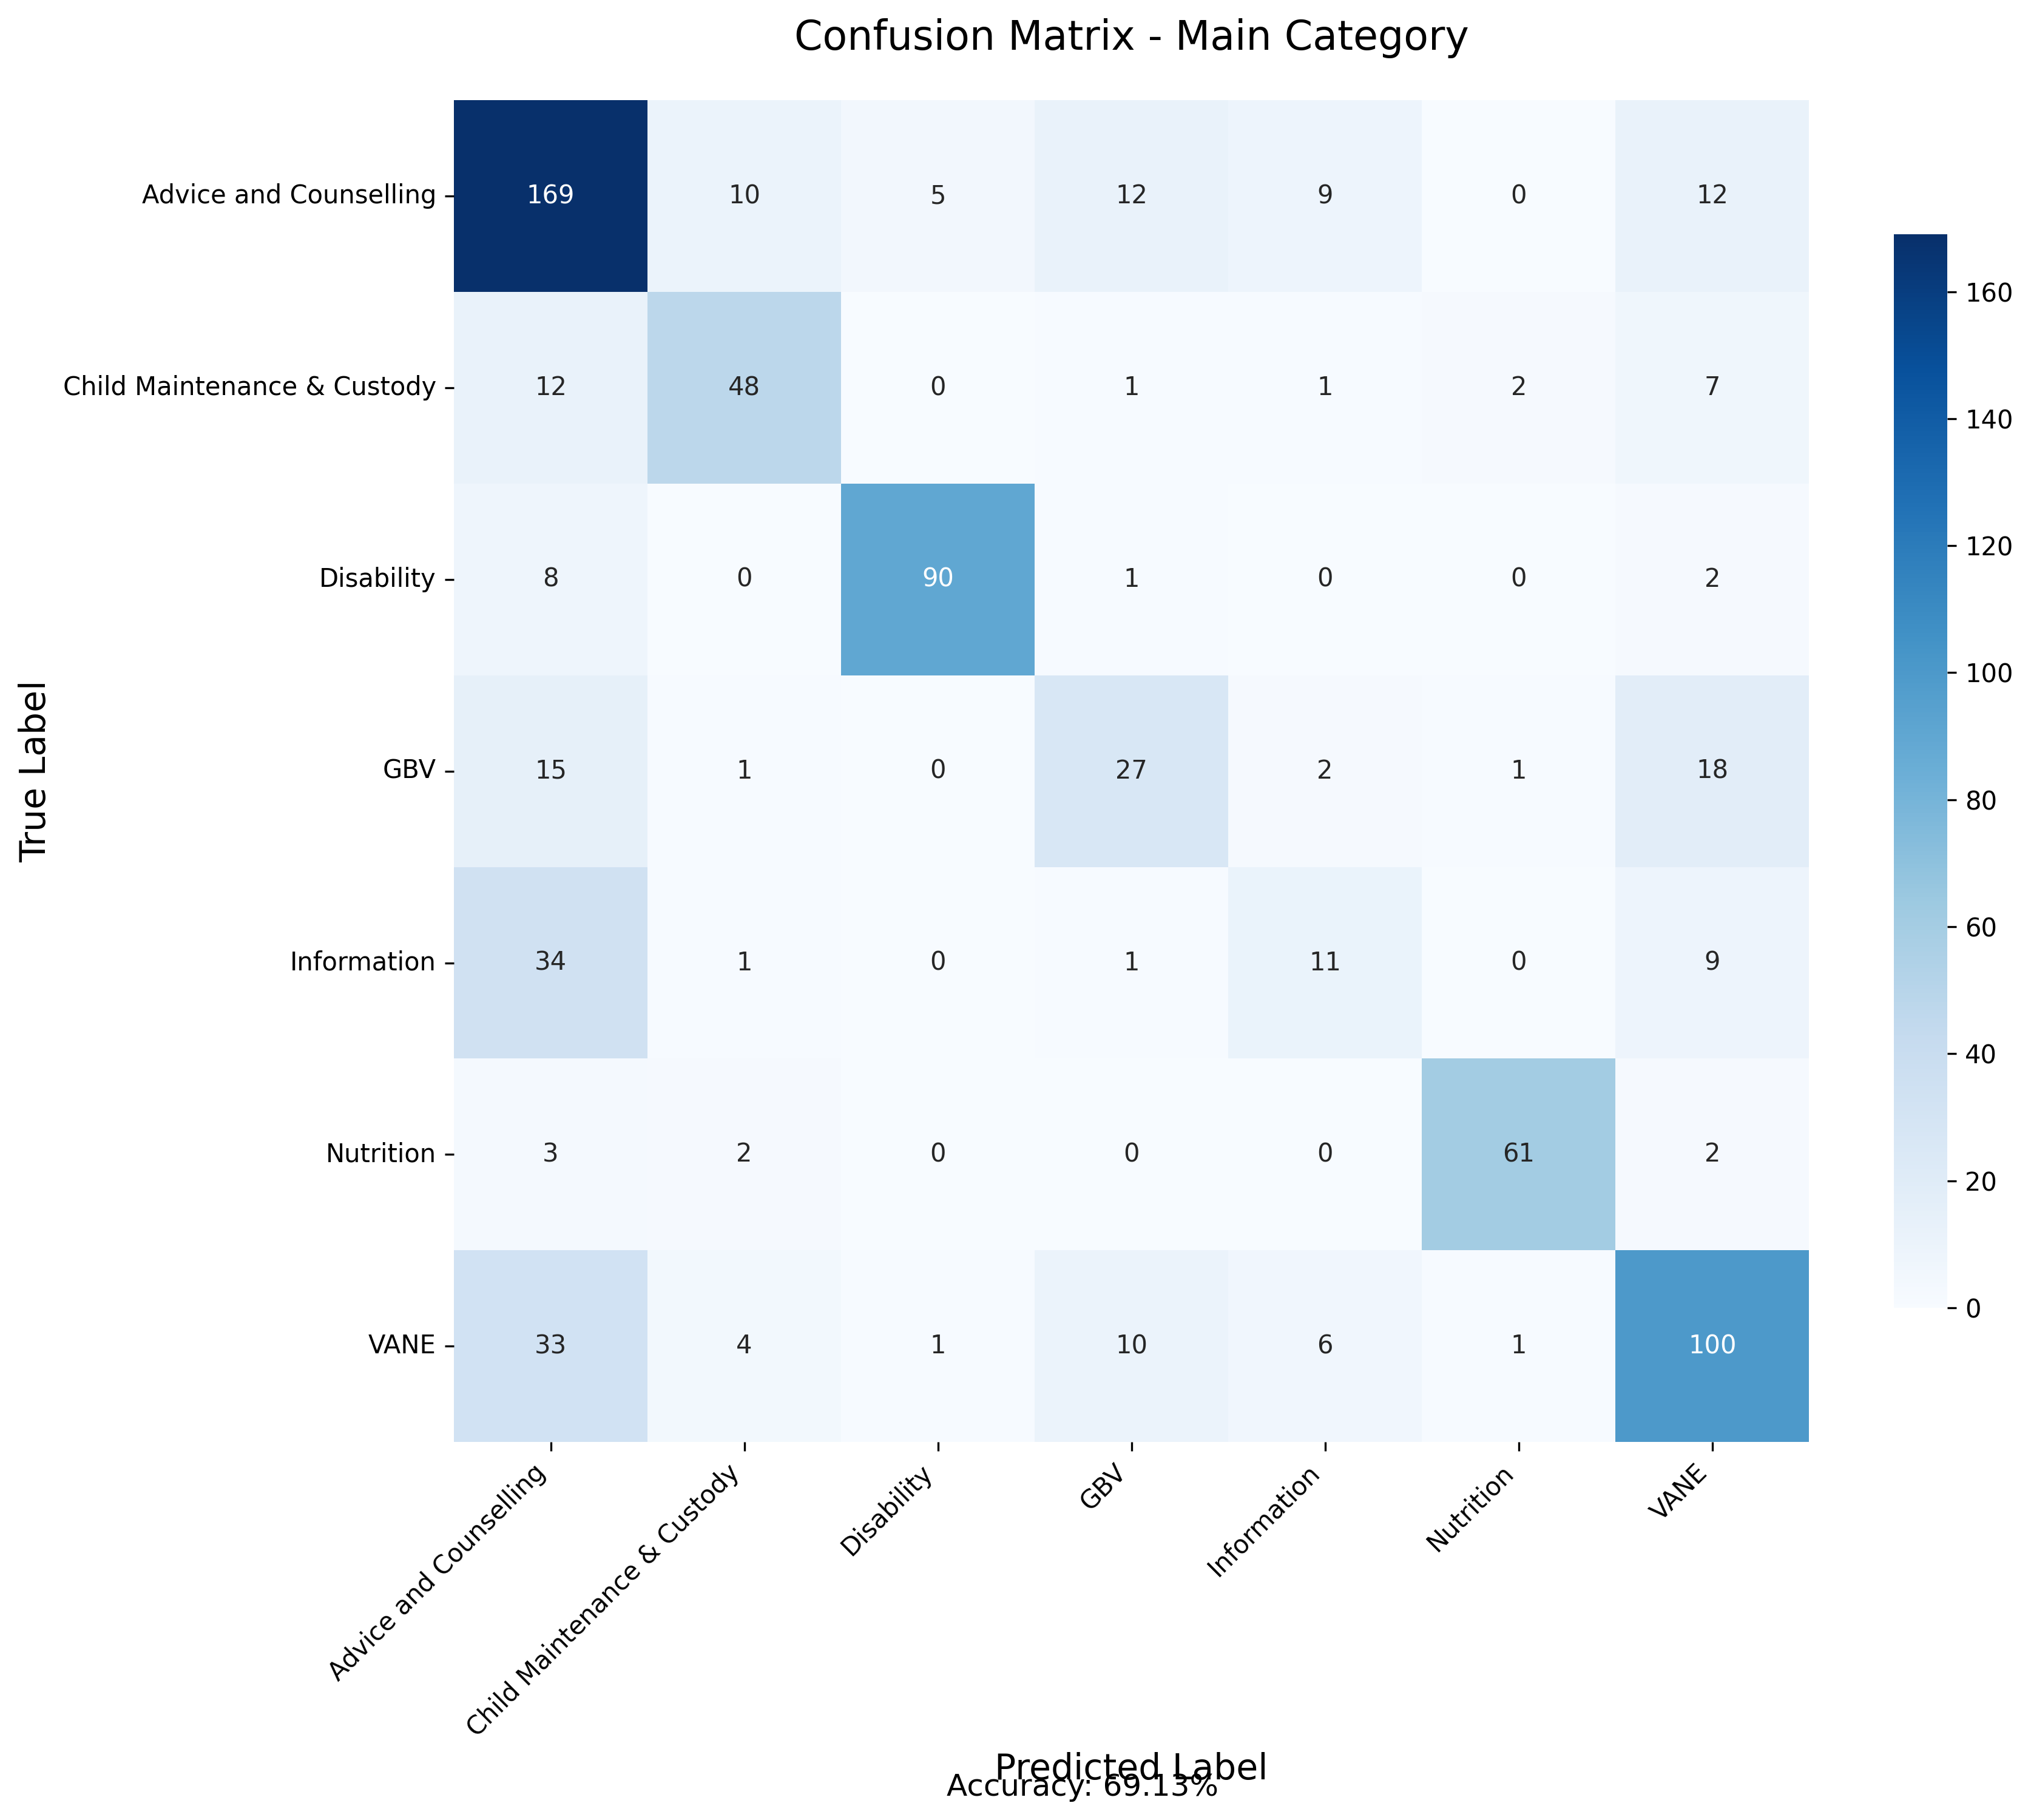 Confusion Matrix - Main Category
Advice and Counselling 169 10 5 12 9 0 12
Child Maintenance & Custody 12 48 0 1 1 2 7
Disability 8 0 90 1 0 0 2
GBV 15 1 0 27 2 1 18
Information 34 1 0 1 11 0 9
Nutrition 3 2 0 0 0 61 2
VANE 33 4 1 10 6 1 100
True Label
160
140
120
100
80
60
40
20
0
Advice and Counselling
Child Maintenance & Custody
Disability
GBV
Information
Nutrition
VANE
Predicted Label
Accuracy: 69.13%